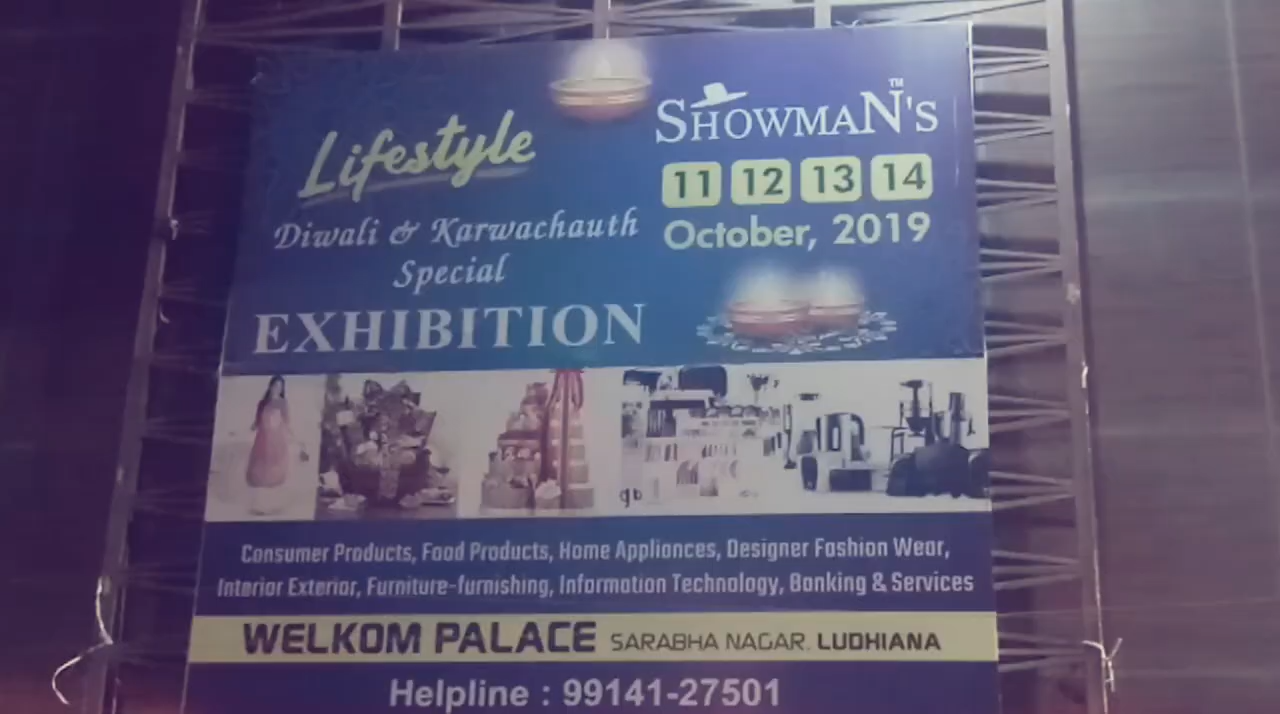 Lifestyle
Diwali & Karwachauth
Special
EXHIBITION
SHOWMAN'S™
11 12 13 14
October, 2019
Consumer Products, Food Products, Home Appliances, Designer Fashion Wear,
Interior Exterior, Furniture-furnishing, Information Technology, Banking & Services
WELKOM PALACE SARABHA NAGAR. LUDHIANA
Helpline : 99141-27501